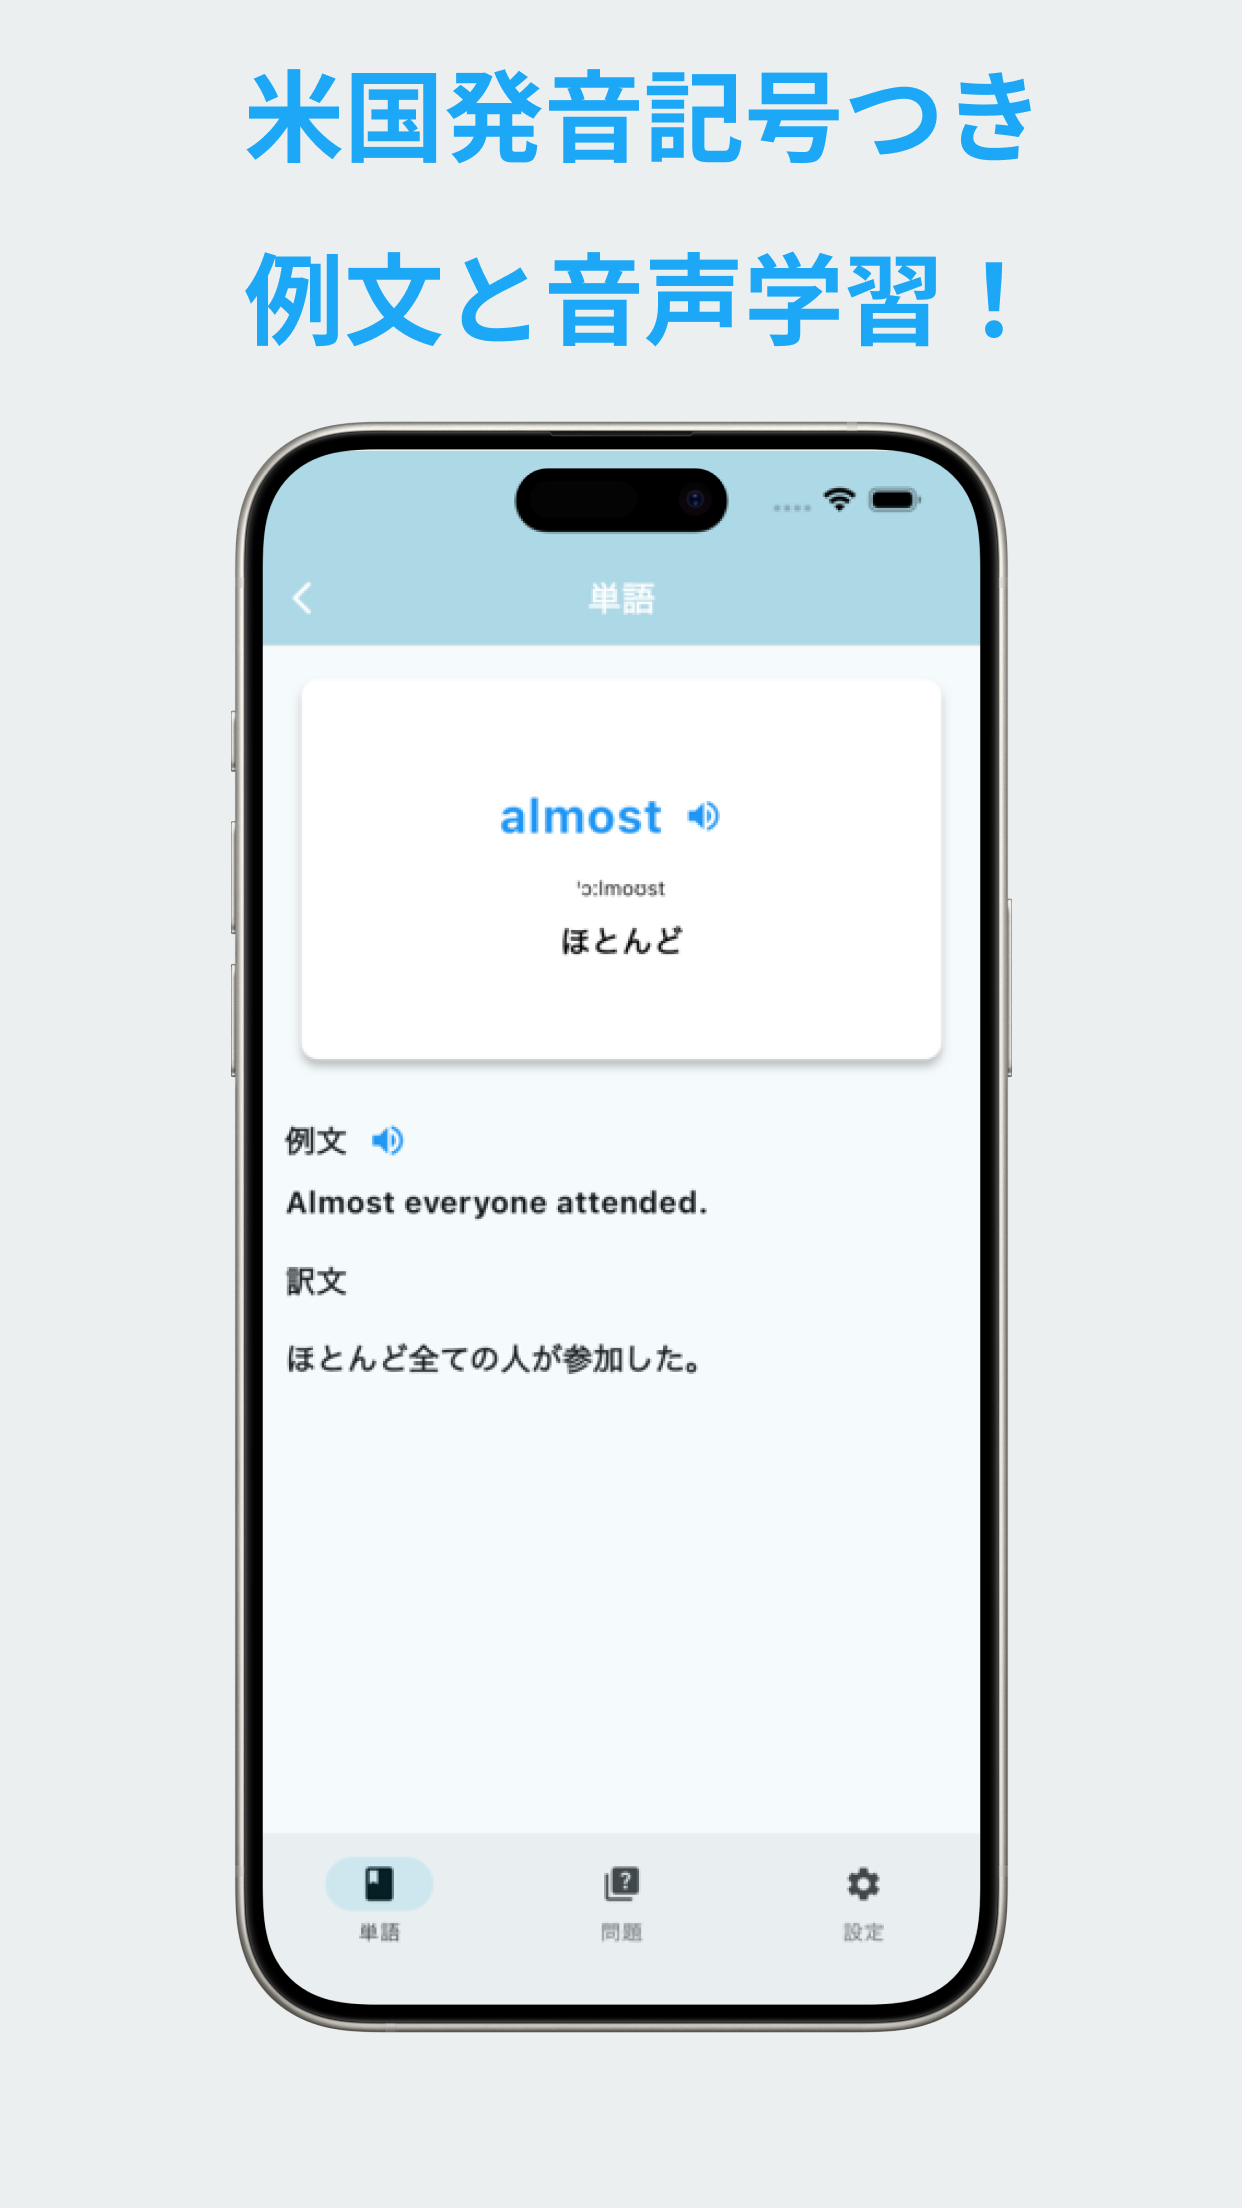 米国発音記号つき
例文と音声学習！
単語
almost
'ɔ:lmoʊst
ほとんど
例文
Almost everyone attended.
訳文
ほとんど全ての人が参加した。
単語
問題
設定